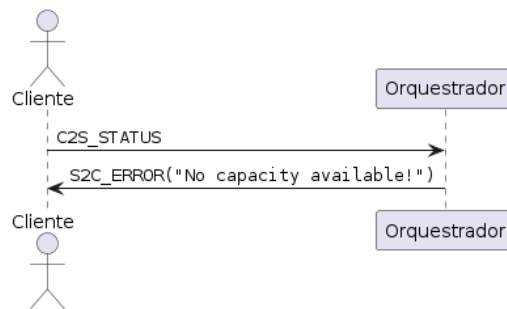 Cliente
Orquestrador
C2S_STATUS
S2C_ERROR("No capacity available!")
Cliente
Orquestrador